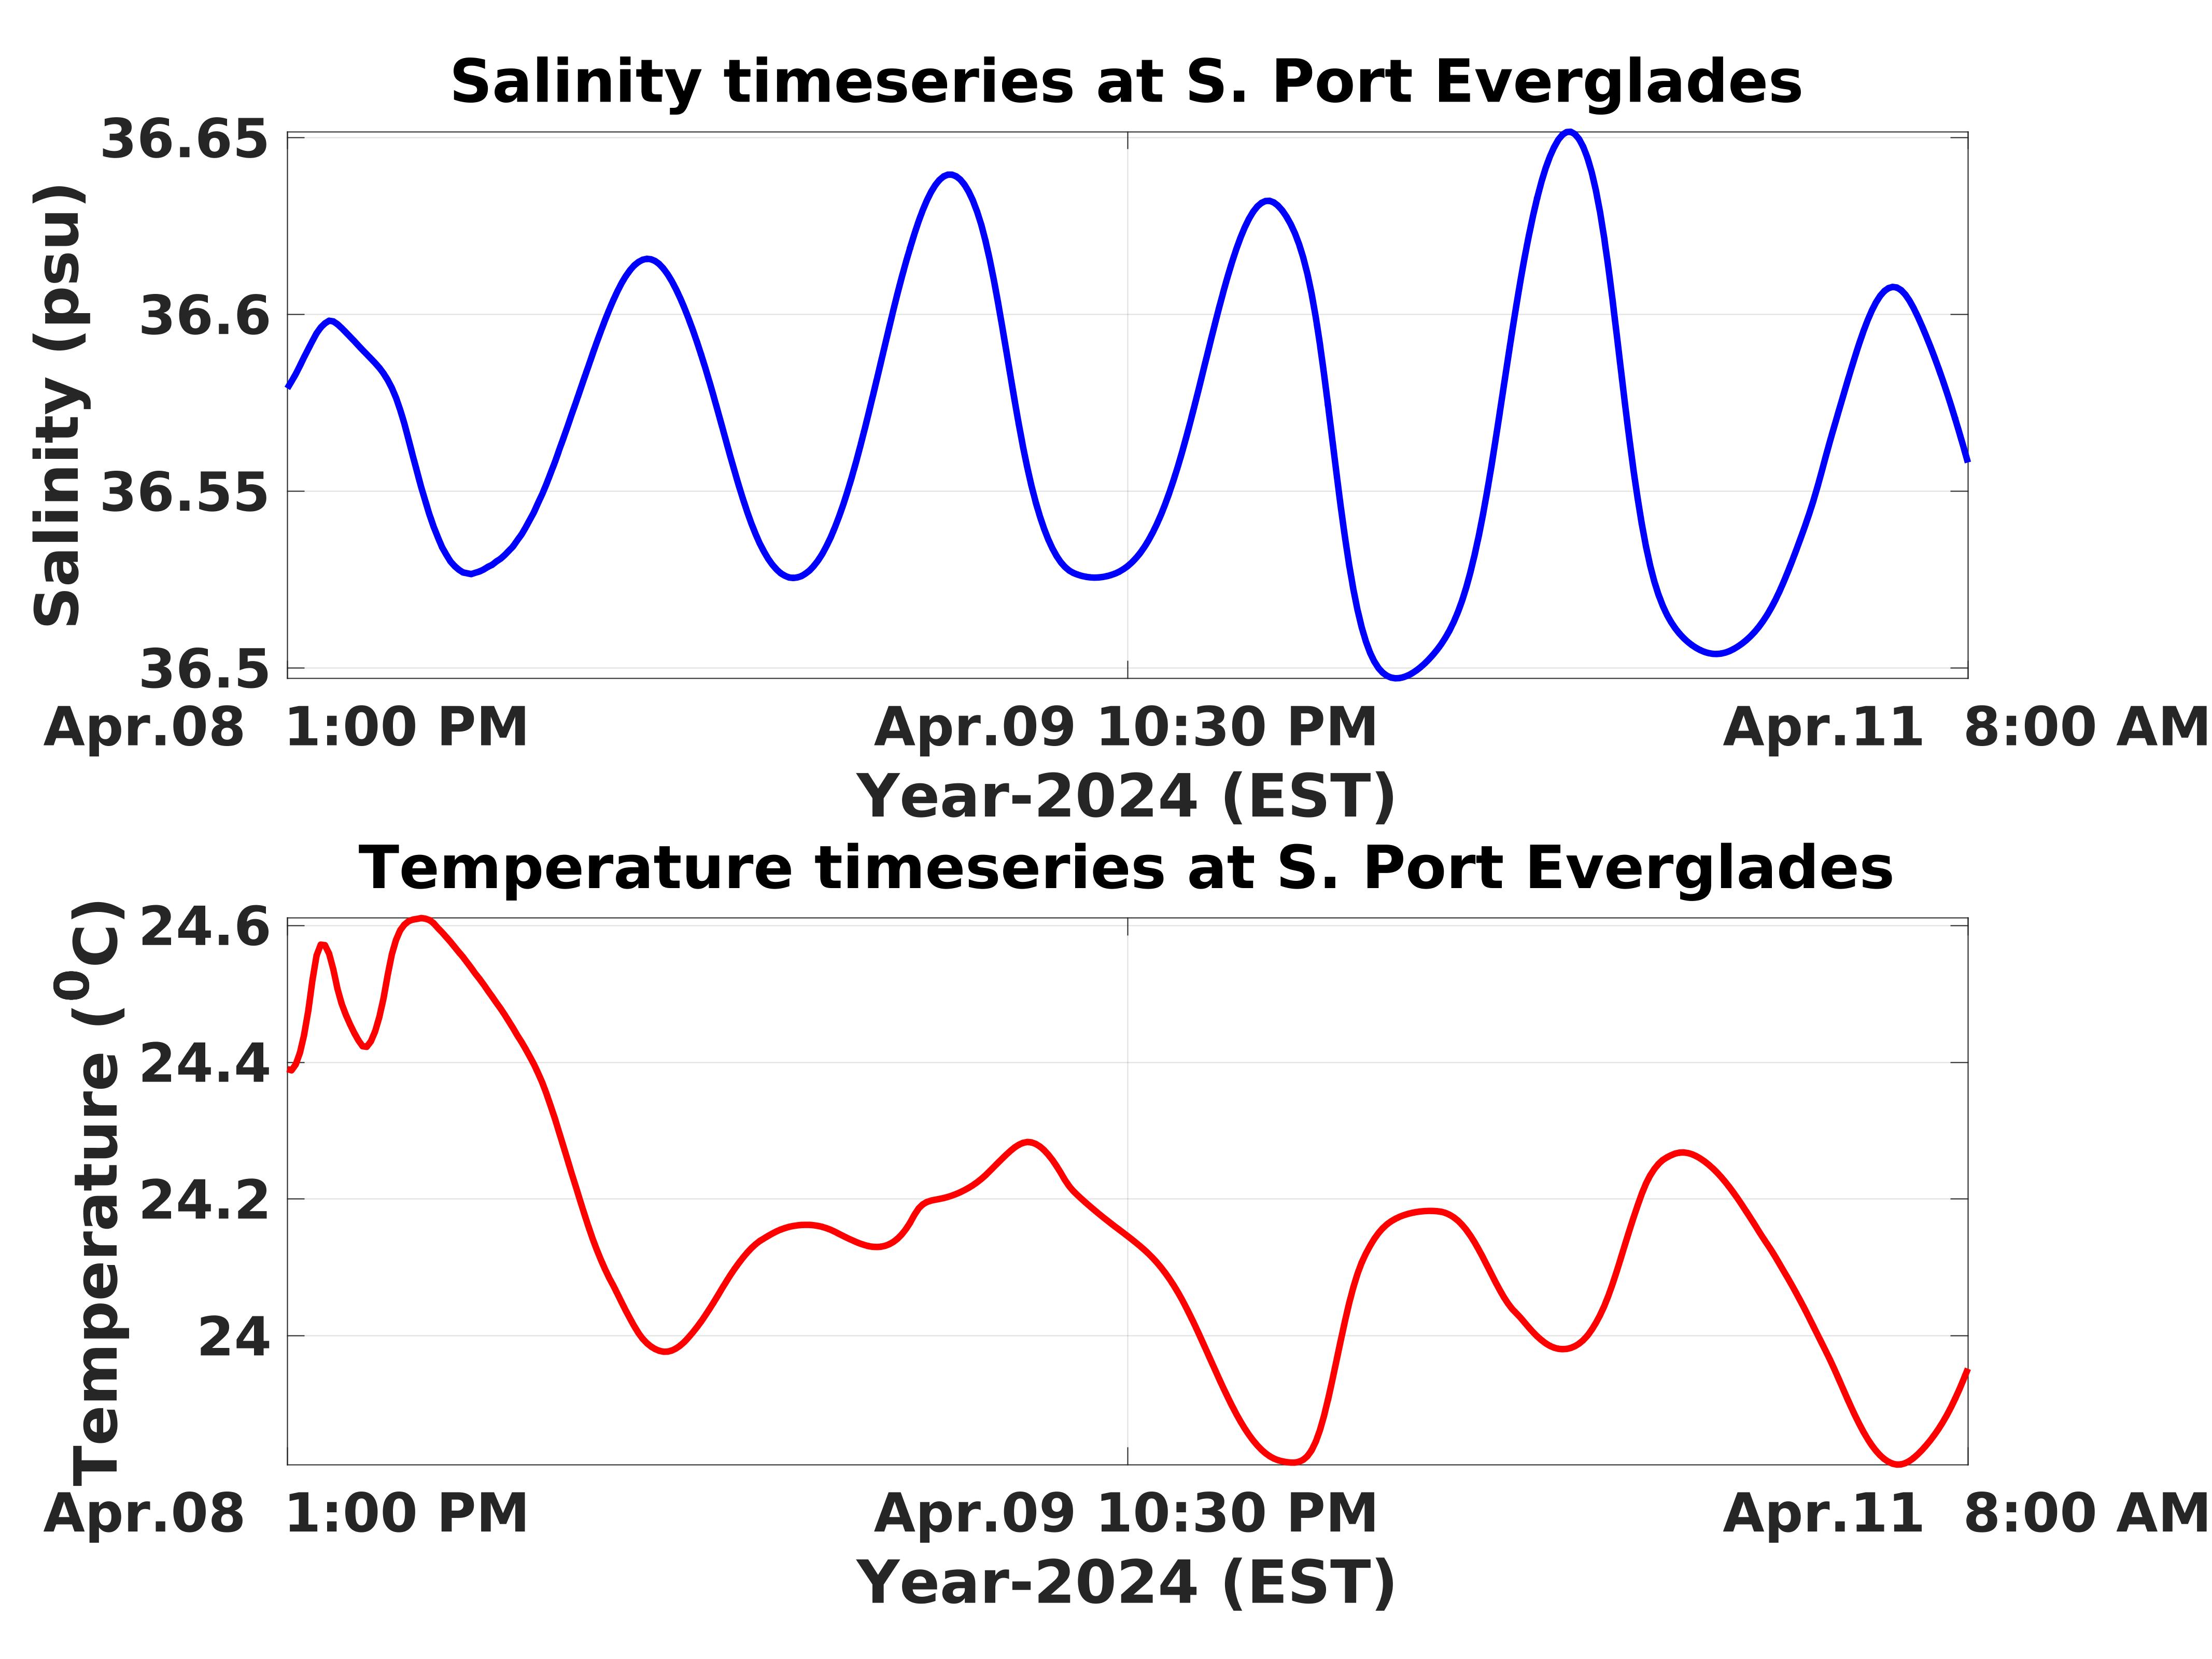 Salinity timeseries at S. Port Everglades
Salinity (psu)
36.65
36.6
36.55
36.5
Apr.08  1:00 PM
Apr.09 10:30 PM
Apr.11  8:00 AM
Year-2024 (EST)
Temperature timeseries at S. Port Everglades
Temperature (⁰C)
24.6
24.4
24.2
24
Apr.08  1:00 PM
Apr.09 10:30 PM
Apr.11  8:00 AM
Year-2024 (EST)